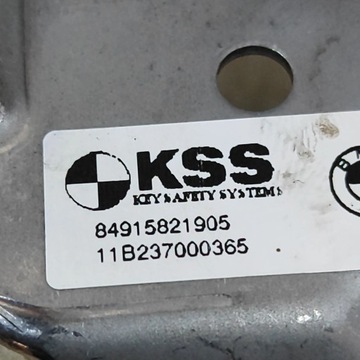 KSS
KEY SAFETY SYSTEMS
84915821905
11B237000365